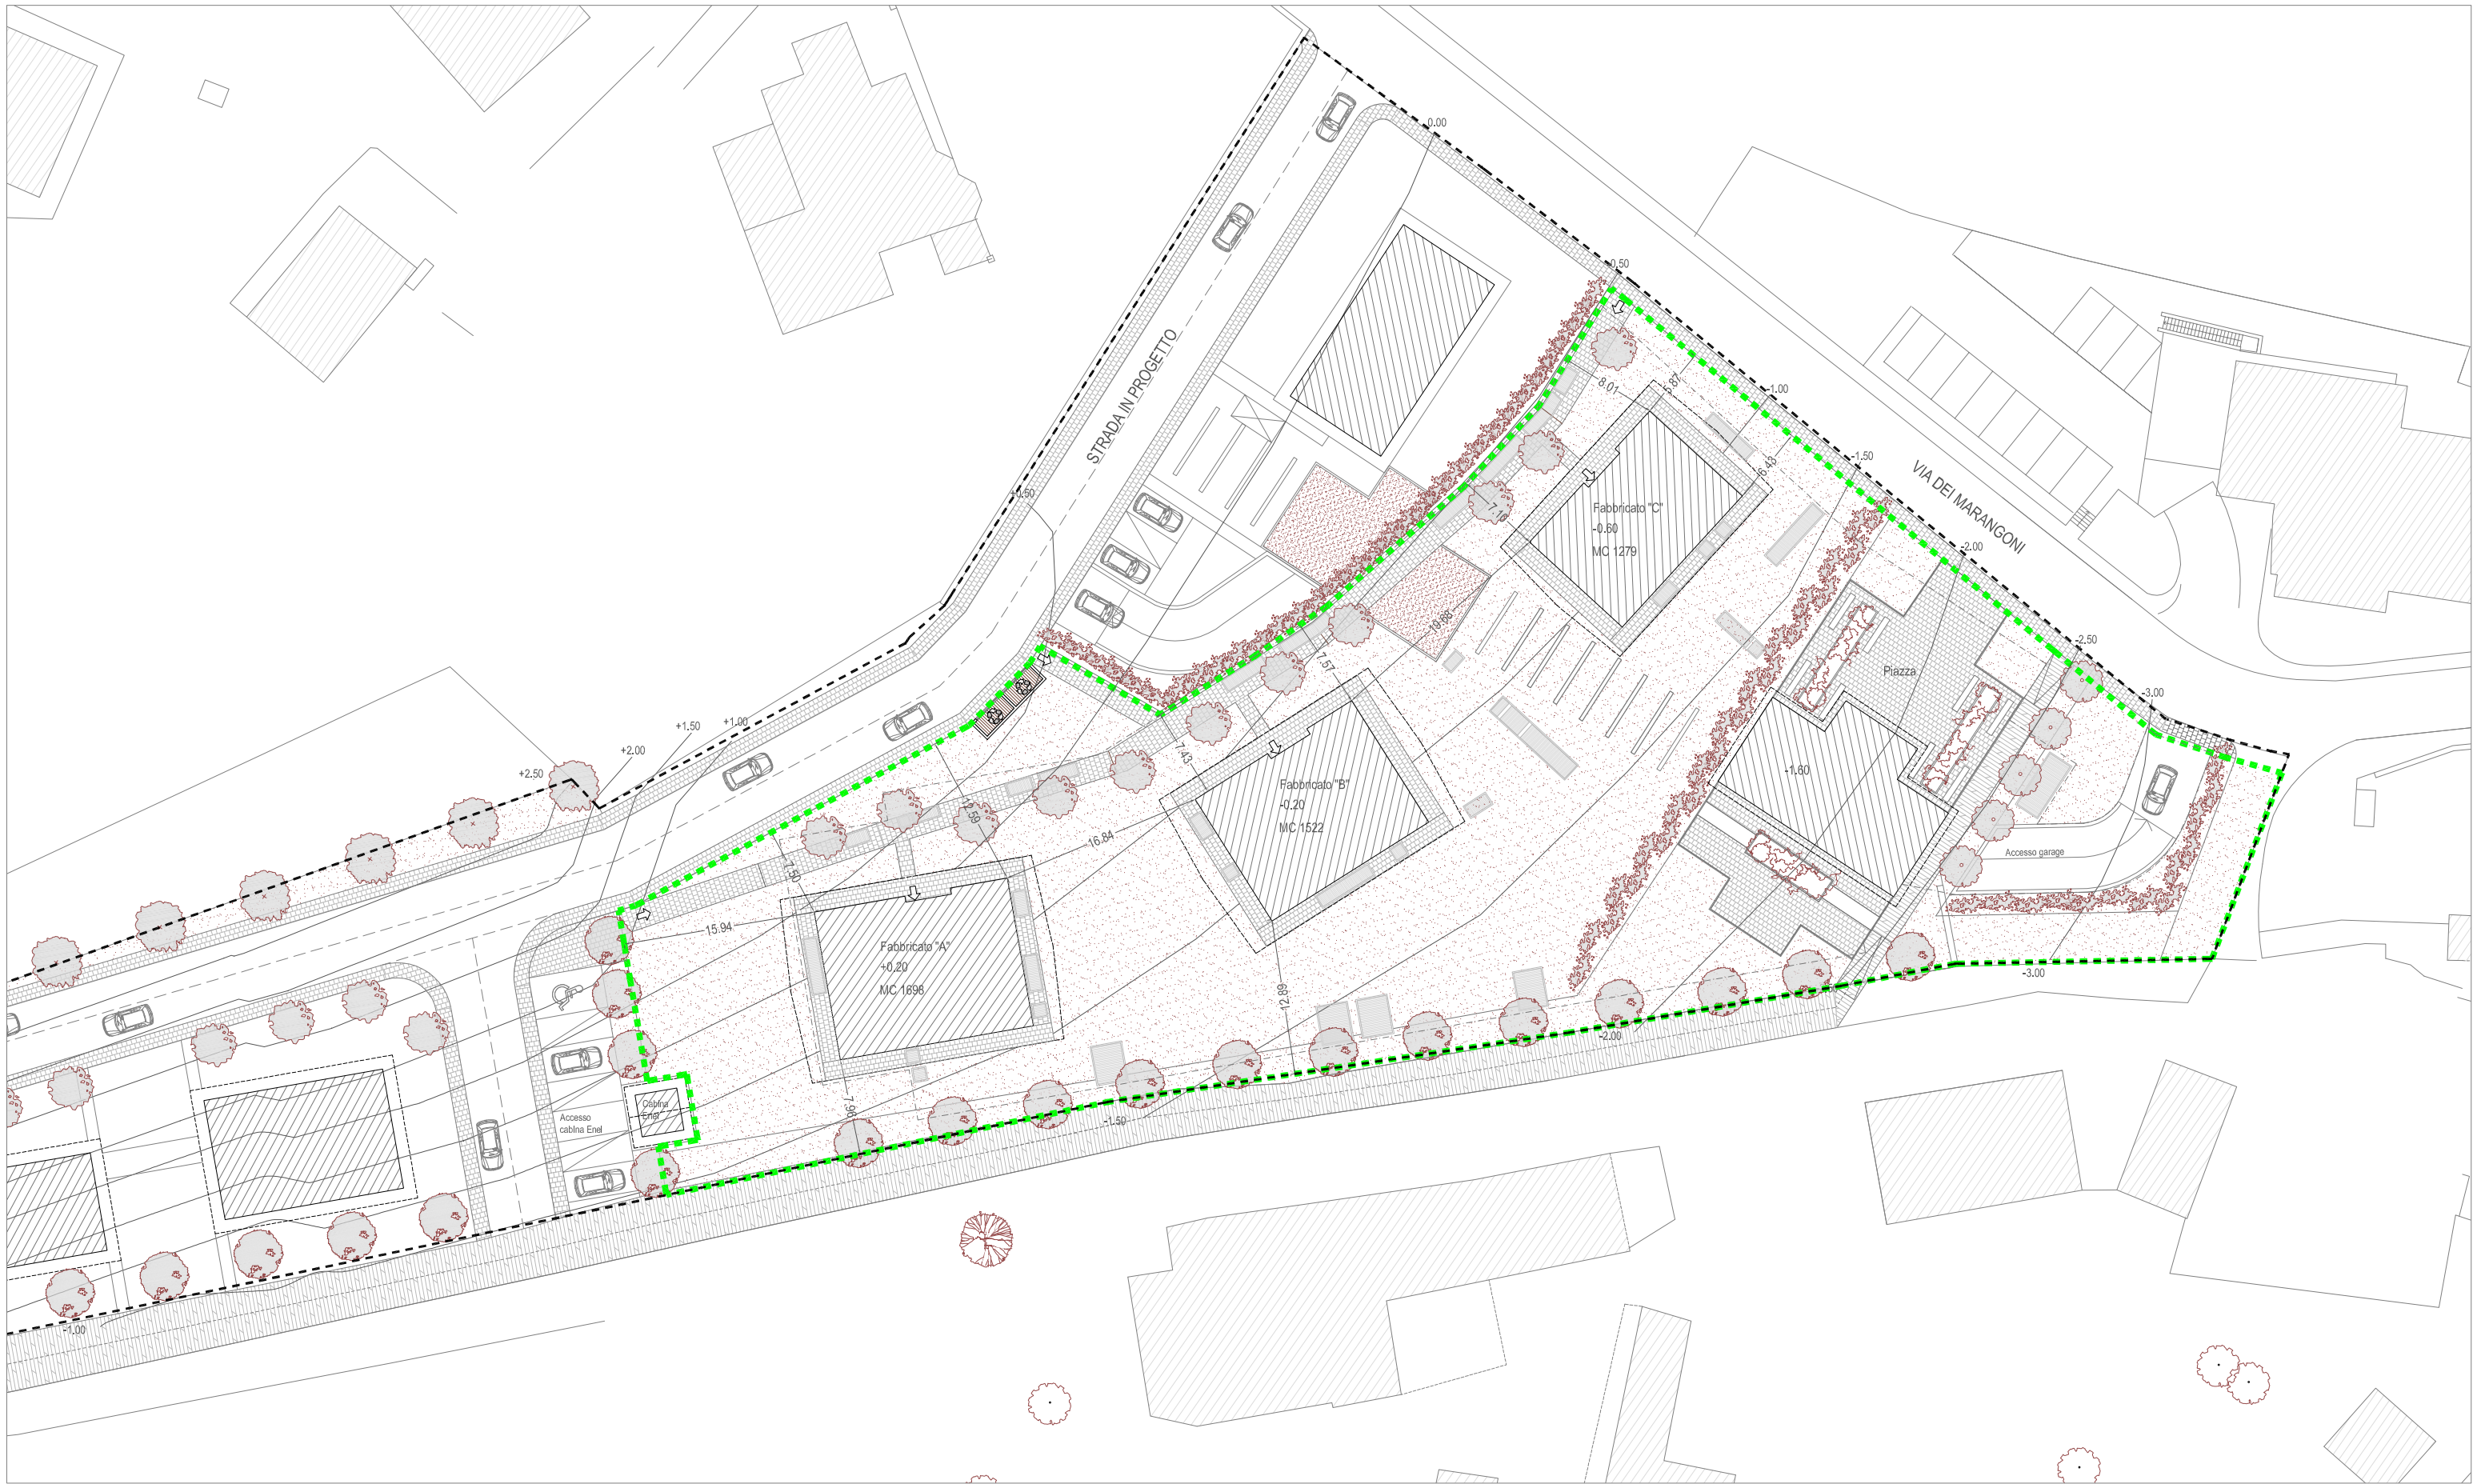 0.00
-0.50
STRADA IN PROGETTO
8.01
5.87
-1.00
6.43
-1.50
VIA DEI MARANGONI
+0.50
7.16
Fabbricato "C"
-0.60
MC 1279
-2.00
19.68
7.57
-2.50
Piazza
-3.00
+1.00
+1.50
+2.00
+2.50
7.43
-1.60
Fabbricato "B"
-0.20
MC 1522
12.59
16.84
7.50
Accesso garage
15.94
Fabbricato "A"
+0.20
MC 1698
12.89
-3.00
-2.00
Cabina
Enel
Accesso
cabina Enel
7.96
-1.50
-1.00